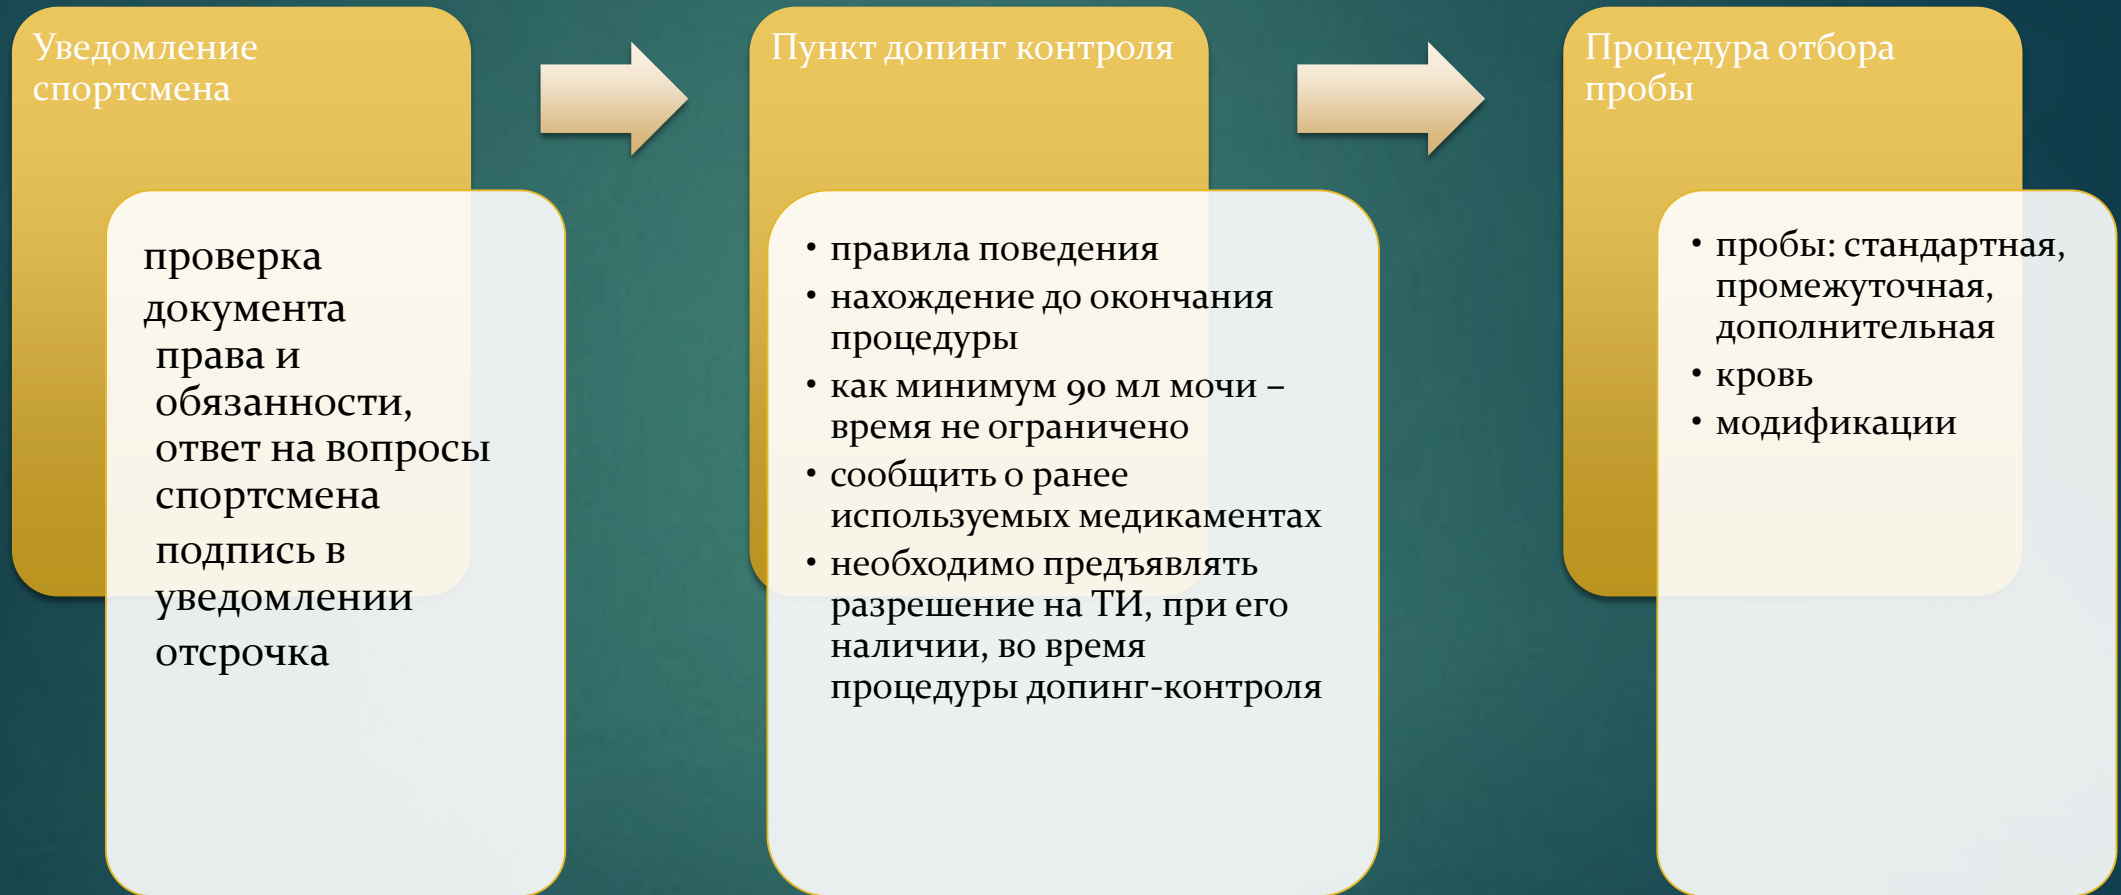 Уведомление
спортсмена
проверка
документа
права и
обязанности,
ответ на вопросы
спортсмена
подпись в
уведомлении
отсрочка
Пункт допинг контроля
• правила поведения
• нахождение до окончания
процедуры
• как минимум 90 мл мочи –
время не ограничено
• сообщить о ранее
используемых медикаментах
• необходимо предъявлять
разрешение на ТИ, при его
наличии, во время
процедуры допинг-контроля
Процедура отбора
пробы
• пробы: стандартная,
промежуточная,
дополнительная
• кровь
• модификации